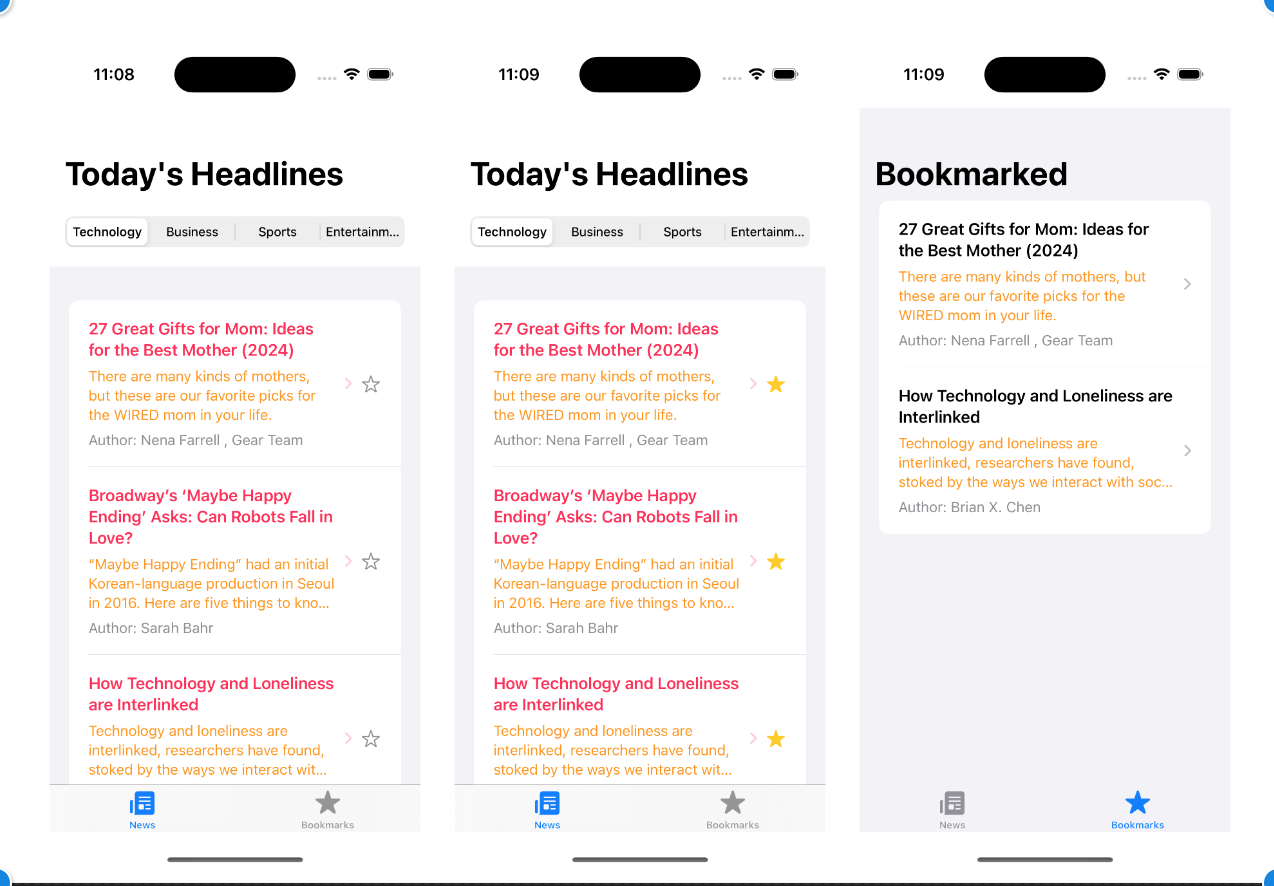 11:08
Today's Headlines
Technology
Business
Sports
Entertainm...
27 Great Gifts for Mom: Ideas
for the Best Mother (2024)
There are many kinds of mothers,
but these are our favorite picks for
the WIRED mom in your life.
Author: Nena Farrell , Gear Team
Broadway’s ‘Maybe Happy
Ending’ Asks: Can Robots Fall in
Love?
“Maybe Happy Ending” had an initial
Korean-language production in Seoul
in 2016. Here are five things to kno...
Author: Sarah Bahr
How Technology and Loneliness
are Interlinked
Technology and loneliness are
interlinked, researchers have found,
stoked by the ways we interact wit...
News
Bookmarks
11:09
Today's Headlines
Technology
Business
Sports
Entertainm...
27 Great Gifts for Mom: Ideas
for the Best Mother (2024)
There are many kinds of mothers,
but these are our favorite picks for
the WIRED mom in your life.
Author: Nena Farrell , Gear Team
Broadway’s ‘Maybe Happy
Ending’ Asks: Can Robots Fall in
Love?
“Maybe Happy Ending” had an initial
Korean-language production in Seoul
in 2016. Here are five things to kno...
Author: Sarah Bahr
How Technology and Loneliness
are Interlinked
Technology and loneliness are
interlinked, researchers have found,
stoked by the ways we interact wit...
News
Bookmarks
11:09
Bookmarked
27 Great Gifts for Mom: Ideas for
the Best Mother (2024)
There are many kinds of mothers, but
these are our favorite picks for the
WIRED mom in your life.
Author: Nena Farrell , Gear Team
How Technology and Loneliness are
Interlinked
Technology and loneliness are
interlinked, researchers have found,
stoked by the ways we interact with soc...
Author: Brian X. Chen
News
Bookmarks